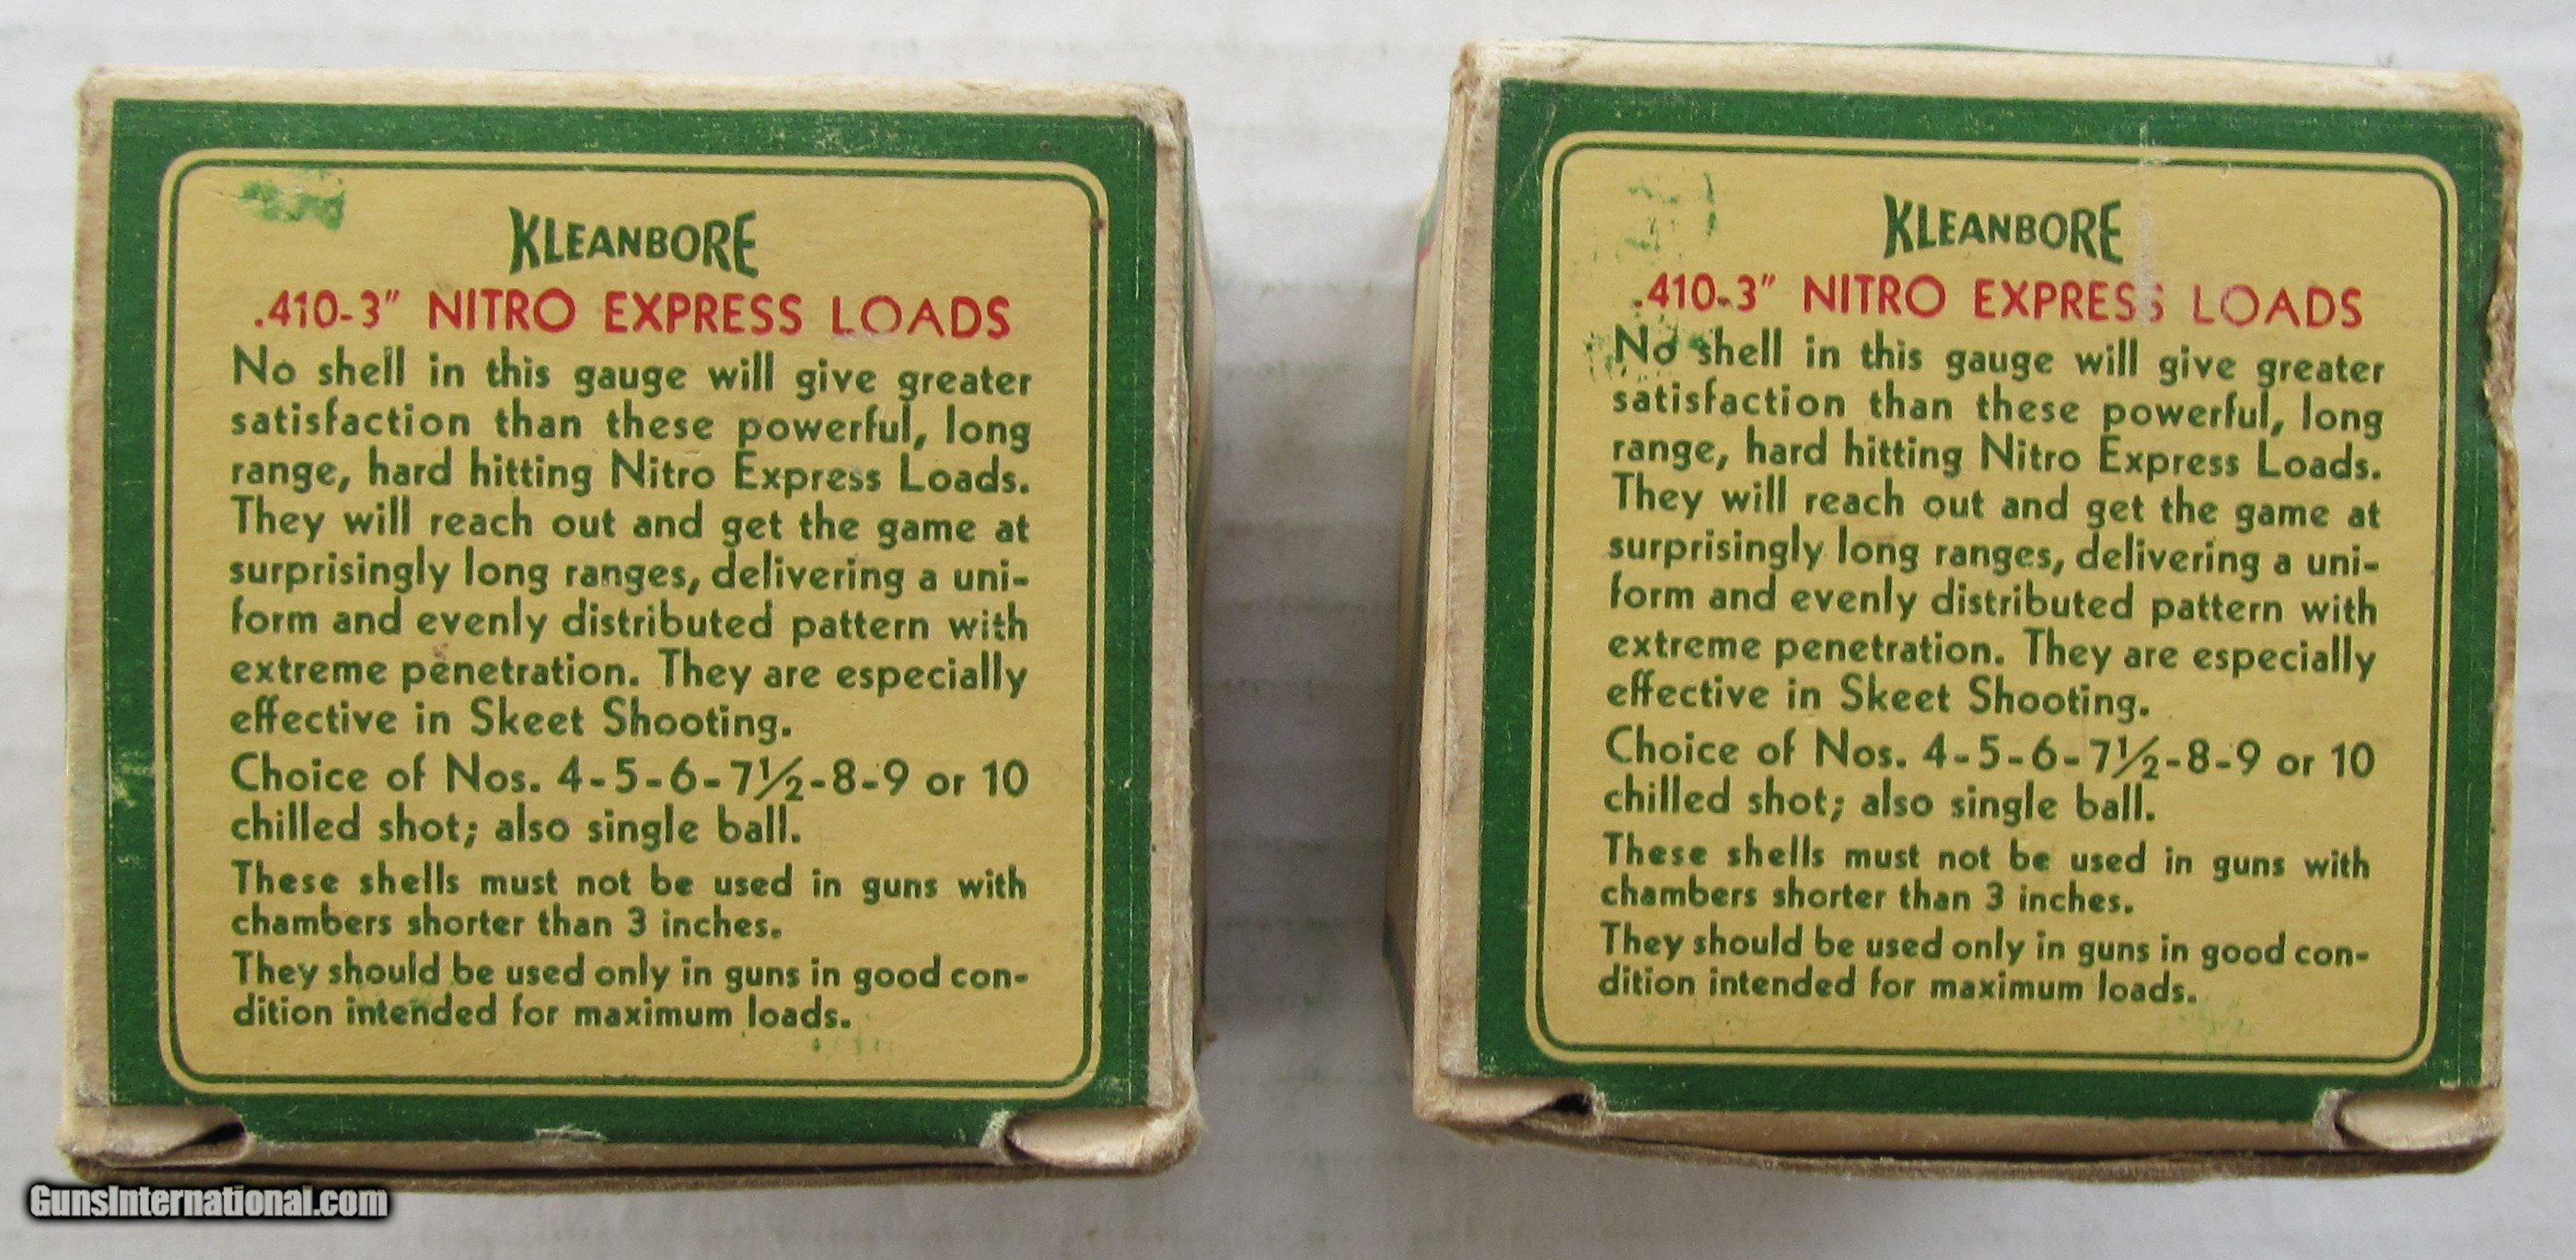 KLEANBORE
.410-3" NITRO EXPRESS LOADS
No shell in this gauge will give greater
satisfaction than these powerful, long
range, hard hitting Nitro Express Loads.
They will reach out and get the game at
surprisingly long ranges, delivering a uni-
form and evenly distributed pattern with
extreme penetration. They are especially
effective in Skeet Shooting.
Choice of Nos. 4-5-6-7½-8-9 or 10
chilled shot; also single ball.
These shells must not be used in guns with
chambers shorter than 3 inches.
They should be used only in guns in good con-
dition intended for maximum loads.
KLEANBORE
.410-3" NITRO EXPRESS LOADS
No shell in this gauge will give greater
satisfaction than these powerful, long
range, hard hitting Nitro Express Loads.
They will reach out and get the game at
surprisingly long ranges, delivering a uni-
form and evenly distributed pattern with
extreme penetration. They are especially
effective in Skeet Shooting.
Choice of Nos. 4-5-6-7½-8-9 or 10
chilled shot; also single ball.
These shells must not be used in guns with
chambers shorter than 3 inches.
They should be used only in guns in good con-
dition intended for maximum loads.
GunsInternational.com